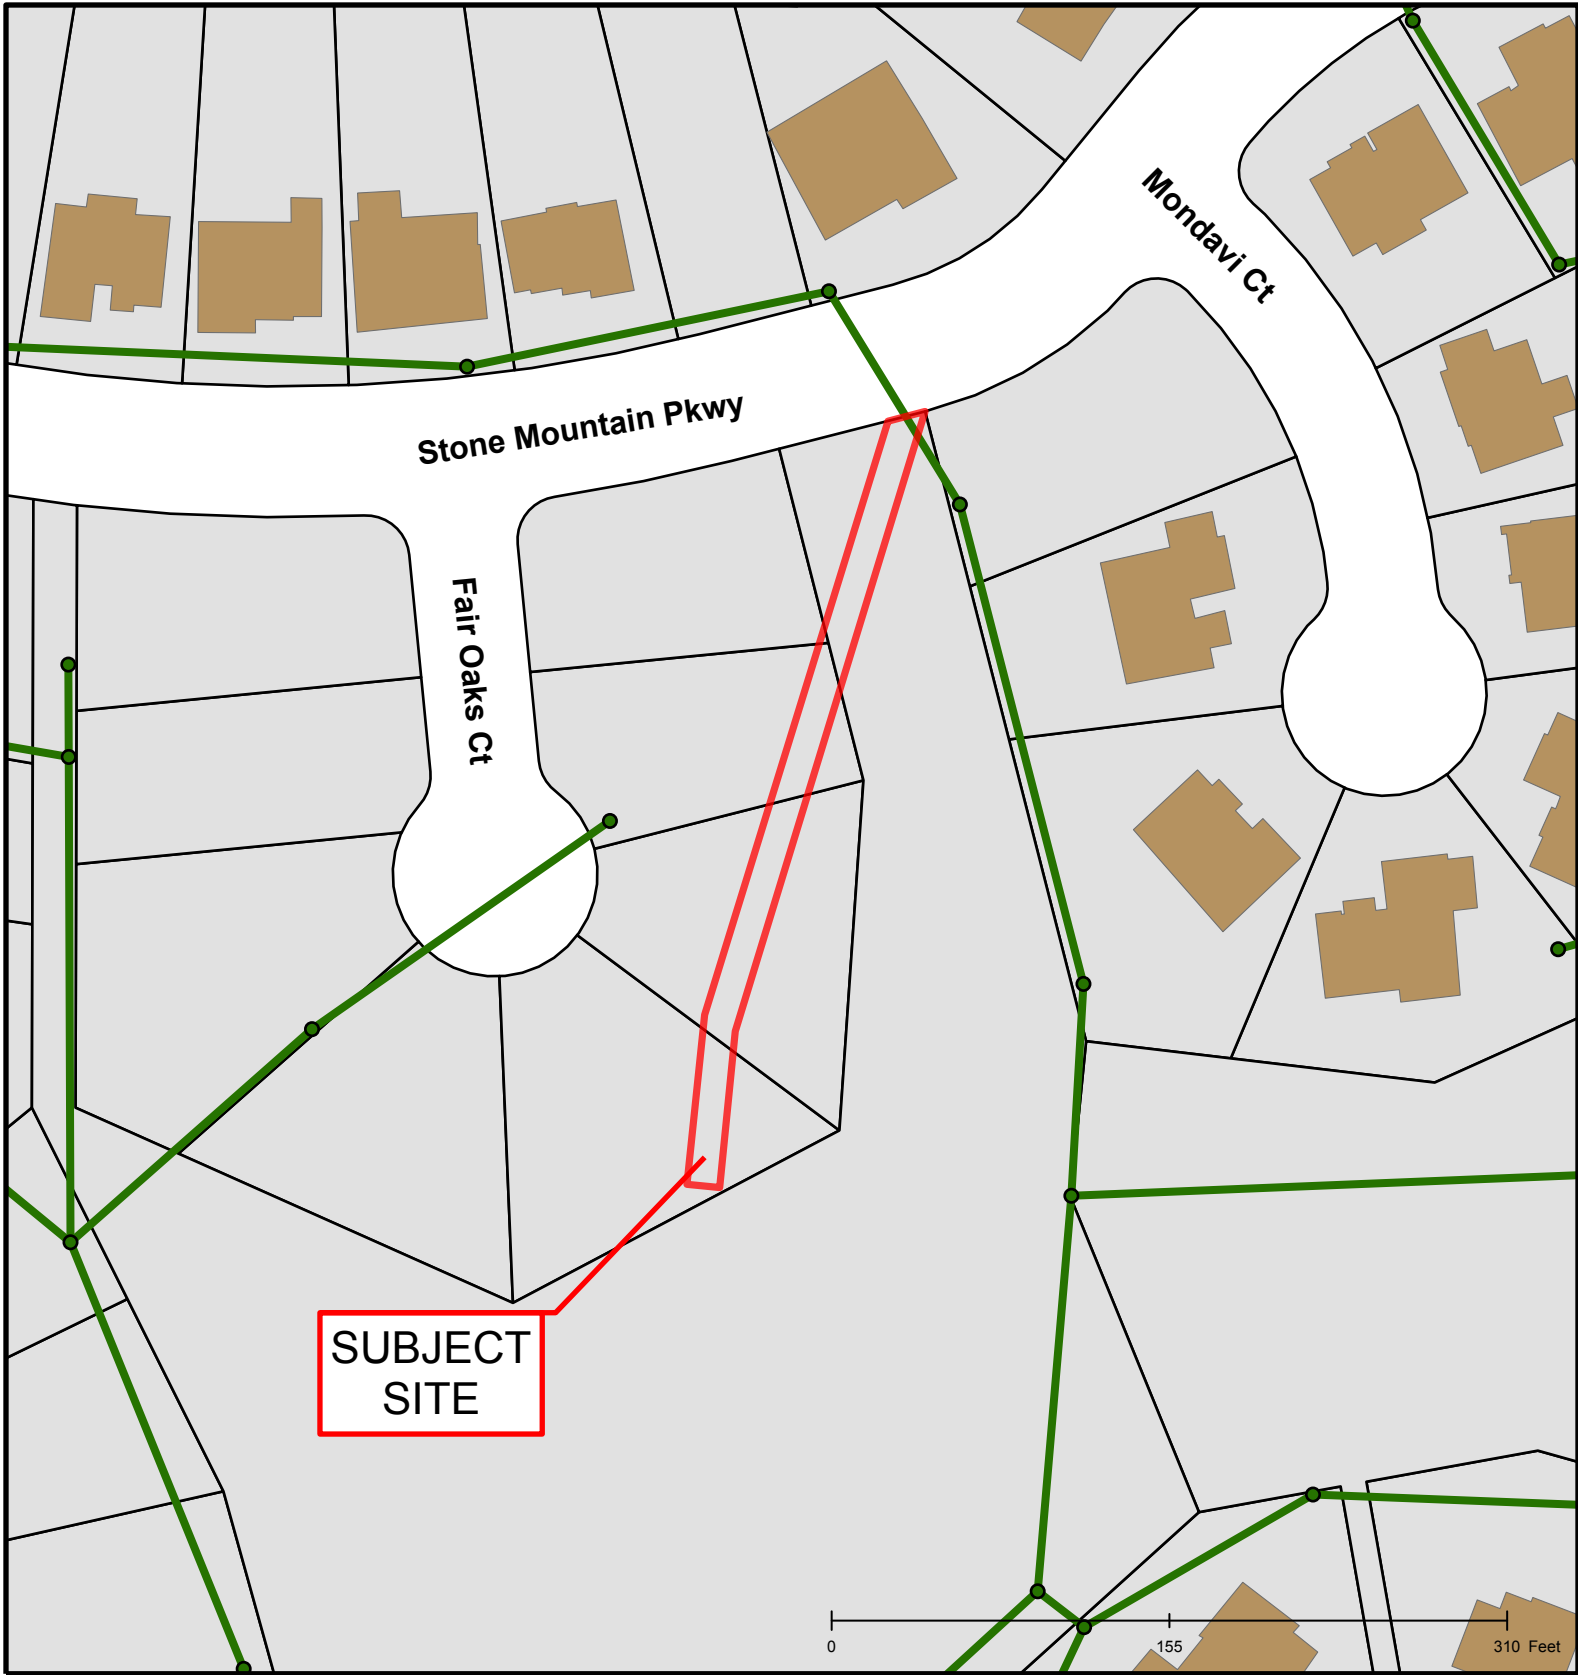 Mondavi Ct
Stone Mountain Pkwy
Fair Oaks Ct
SUBJECT
SITE
0 155 310 Feet